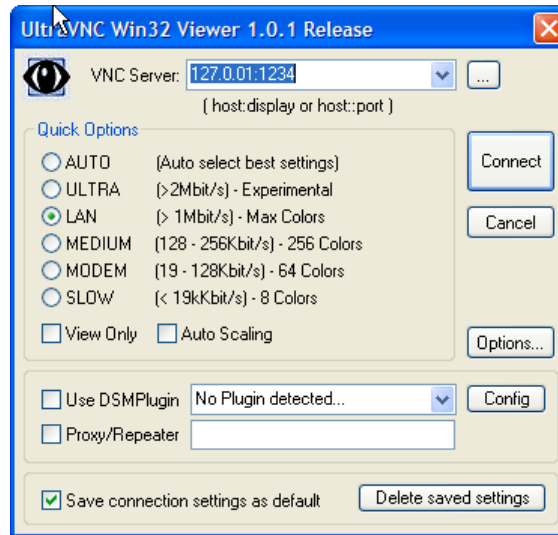 UltraVNC Win32 Viewer 1.0.1 Release
VNC Server: 127.0.01:1234 ...
( host:display or host::port )
Quick Options
AUTO (Auto select best settings)
ULTRA (>2Mbit/s) - Experimental
LAN (> 1Mbit/s) - Max Colors
MEDIUM (128 - 256Kbit/s) - 256 Colors
MODEM (19 - 128Kbit/s) - 64 Colors
SLOW (< 19kKbit/s) - 8 Colors
View Only Auto Scaling
Connect
Cancel
Options...
Use DSMPlugin No Plugin detected... Config
Proxy/Repeater
Save connection settings as default Delete saved settings